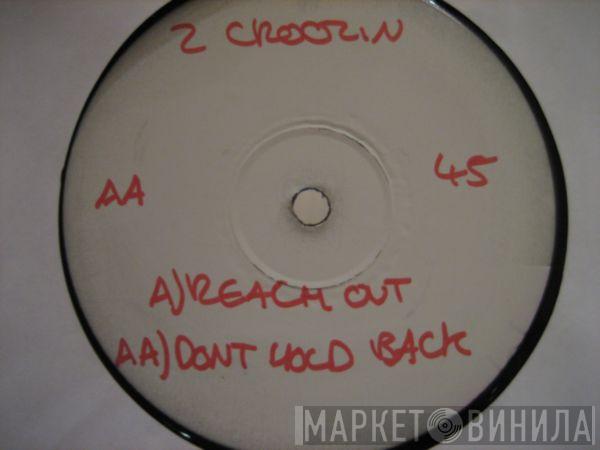 2 CROOZIN
AA
45
A) REACH OUT
AA) DONT HOLD BACK
МАРКЕТ ВИНИЛА